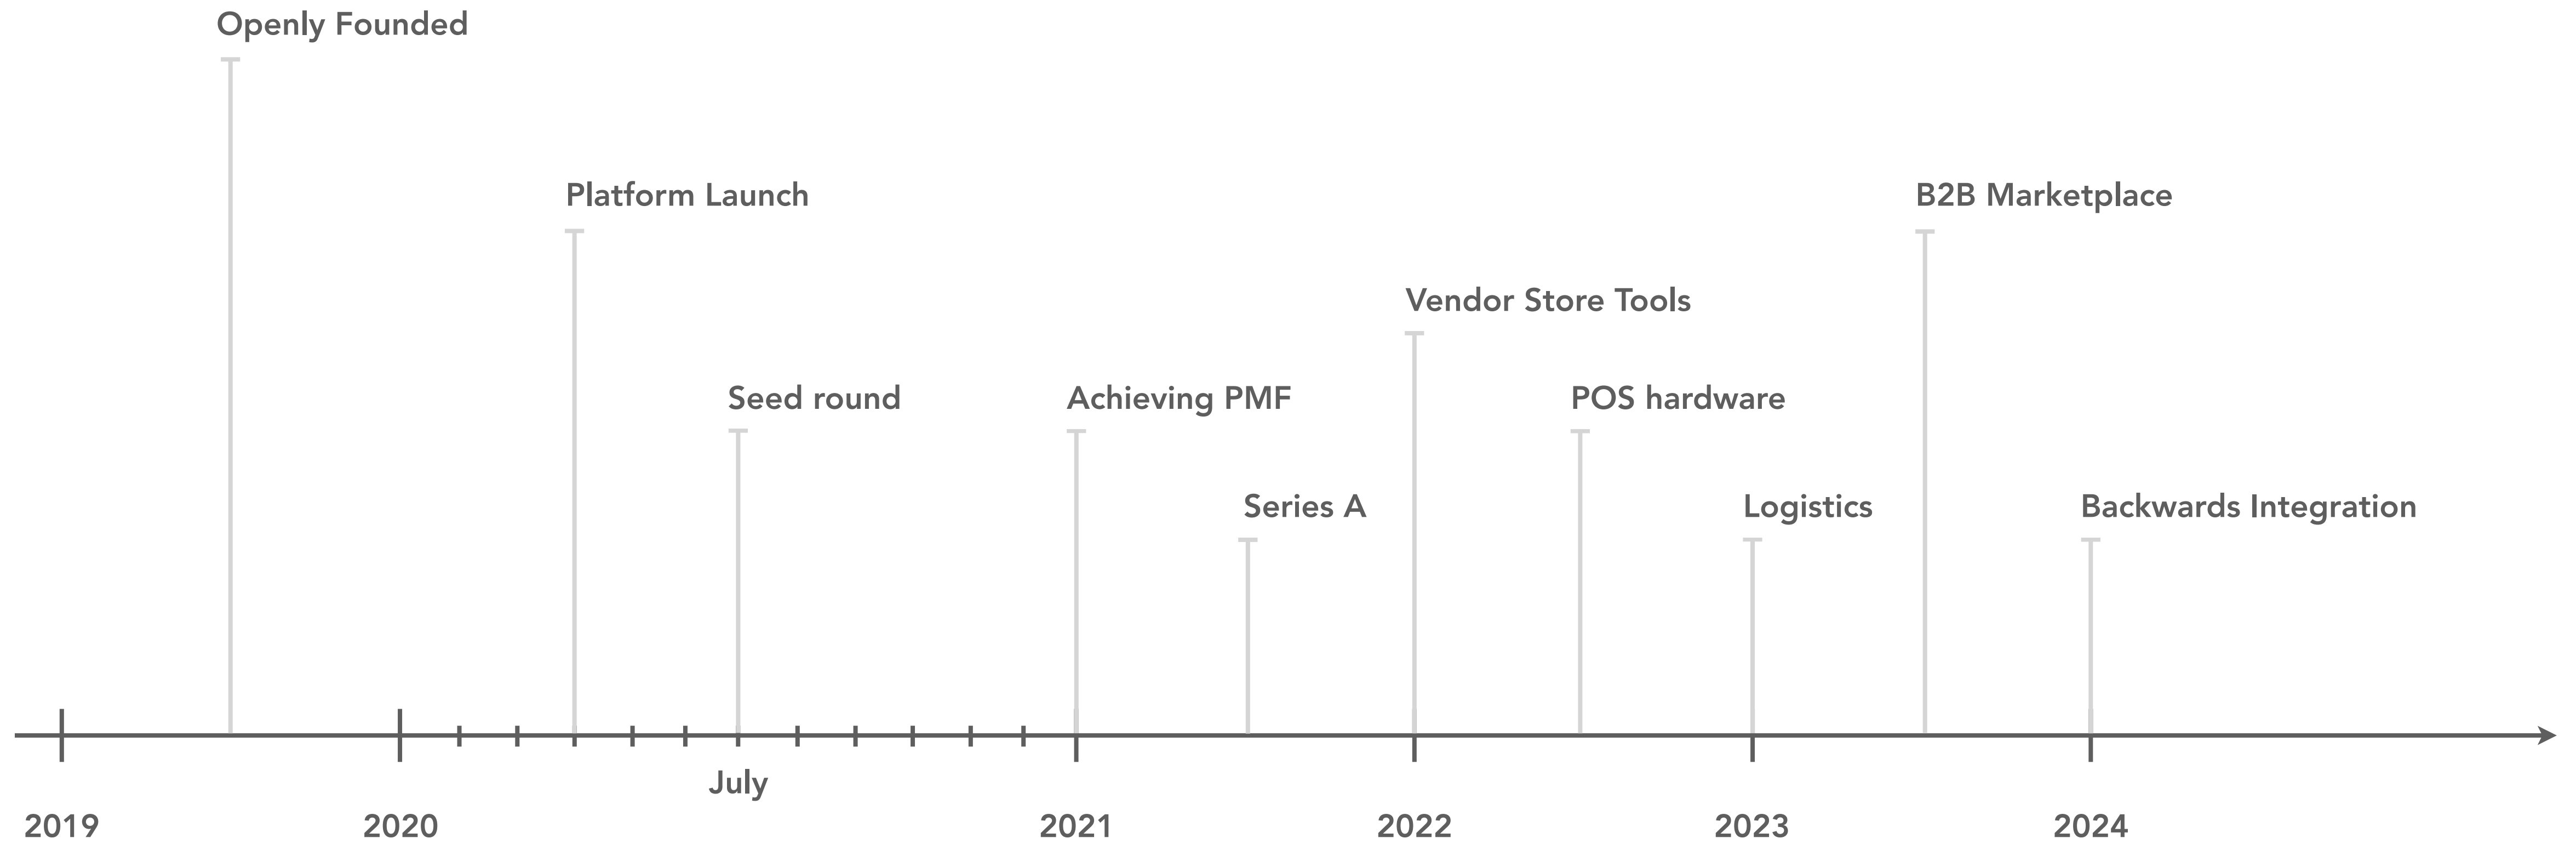 Openly Founded
Platform Launch
B2B Marketplace
Vendor Store Tools
Seed round
Achieving PMF
POS hardware
Series A
Logistics
Backwards Integration
July
2019
2020
2021
2022
2023
2024